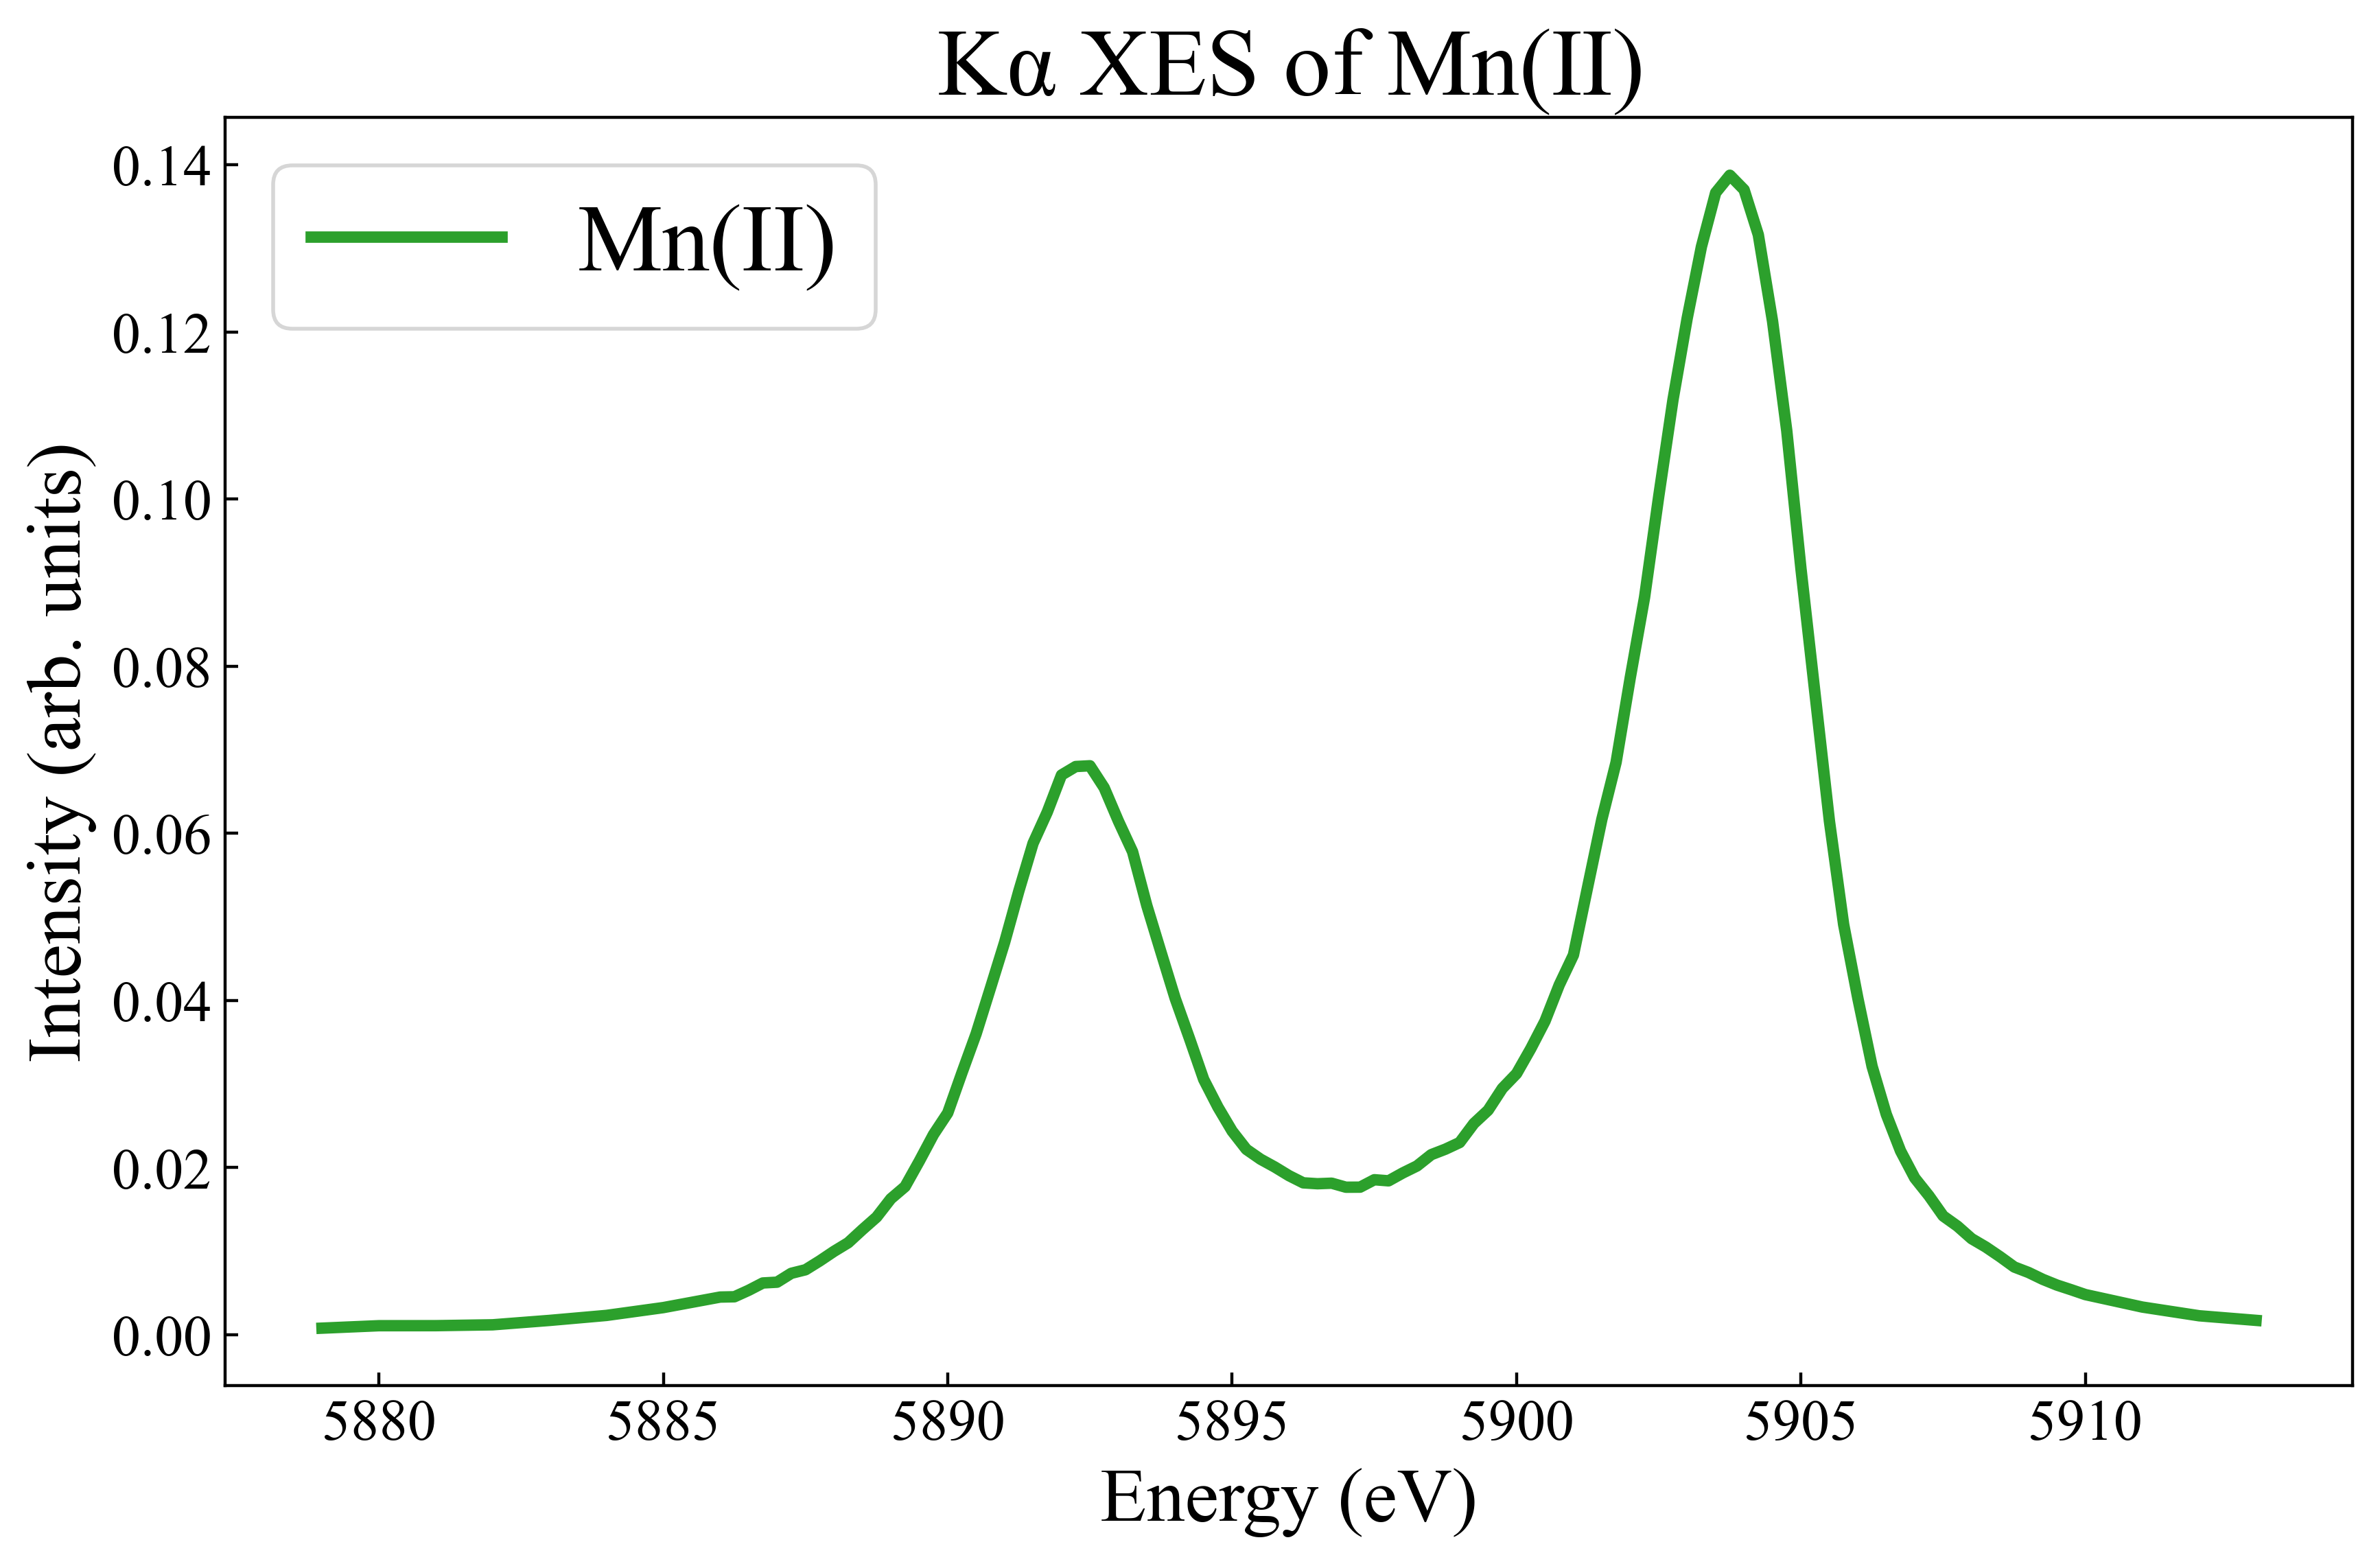 Kα XES of Mn(II)
Mn(II)
Intensity (arb. units)
0.14
0.12
0.10
0.08
0.06
0.04
0.02
0.00
5880 5885 5890 5895 5900 5905 5910
Energy (eV)